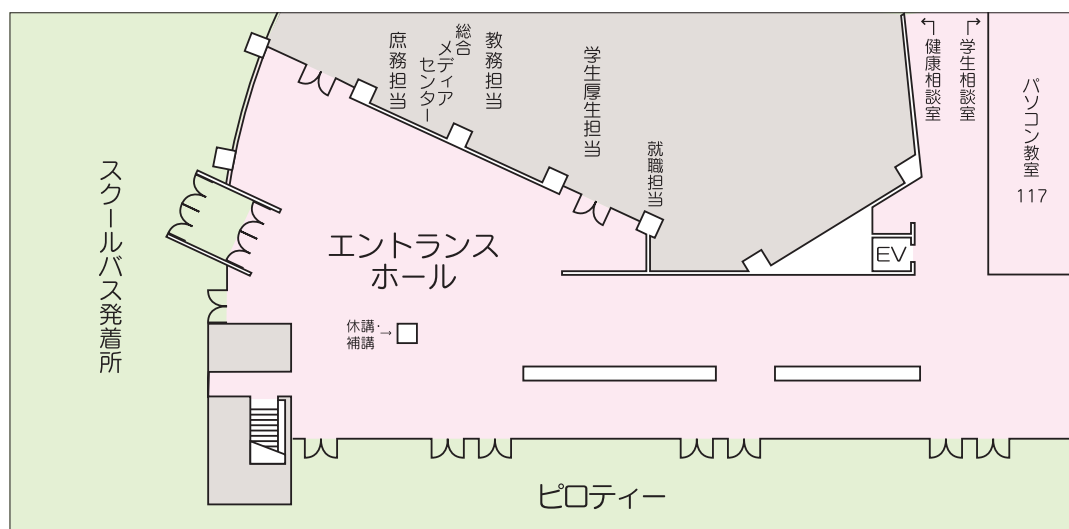 庶務担当
総合
メディア
センター
教務担当
学生厚生担当
就職担当
健康相談室
学生相談室
パソコン教室
117
スクールバス発着所
エントランス
ホール
EV
休講・→
補講
ピロティー